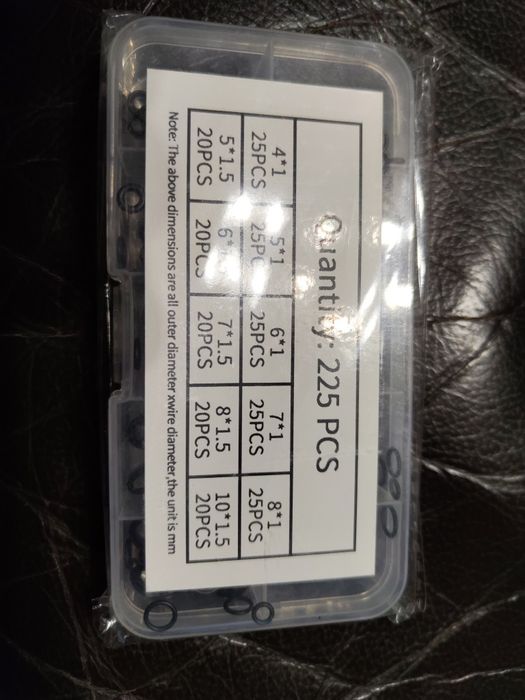 Quantity: 225 PCS
4*1 5*1 6*1 7*1 8*1
25PCS 25PC 25PCS 25PCS 25PCS
5*1.5 6* 7*1.5 8*1.5 10*1.5
20PCS 20PCS 20PCS 20PCS 20PCS
Note: The above dimensions are all outer diameter xwire diameter,the unit is mm